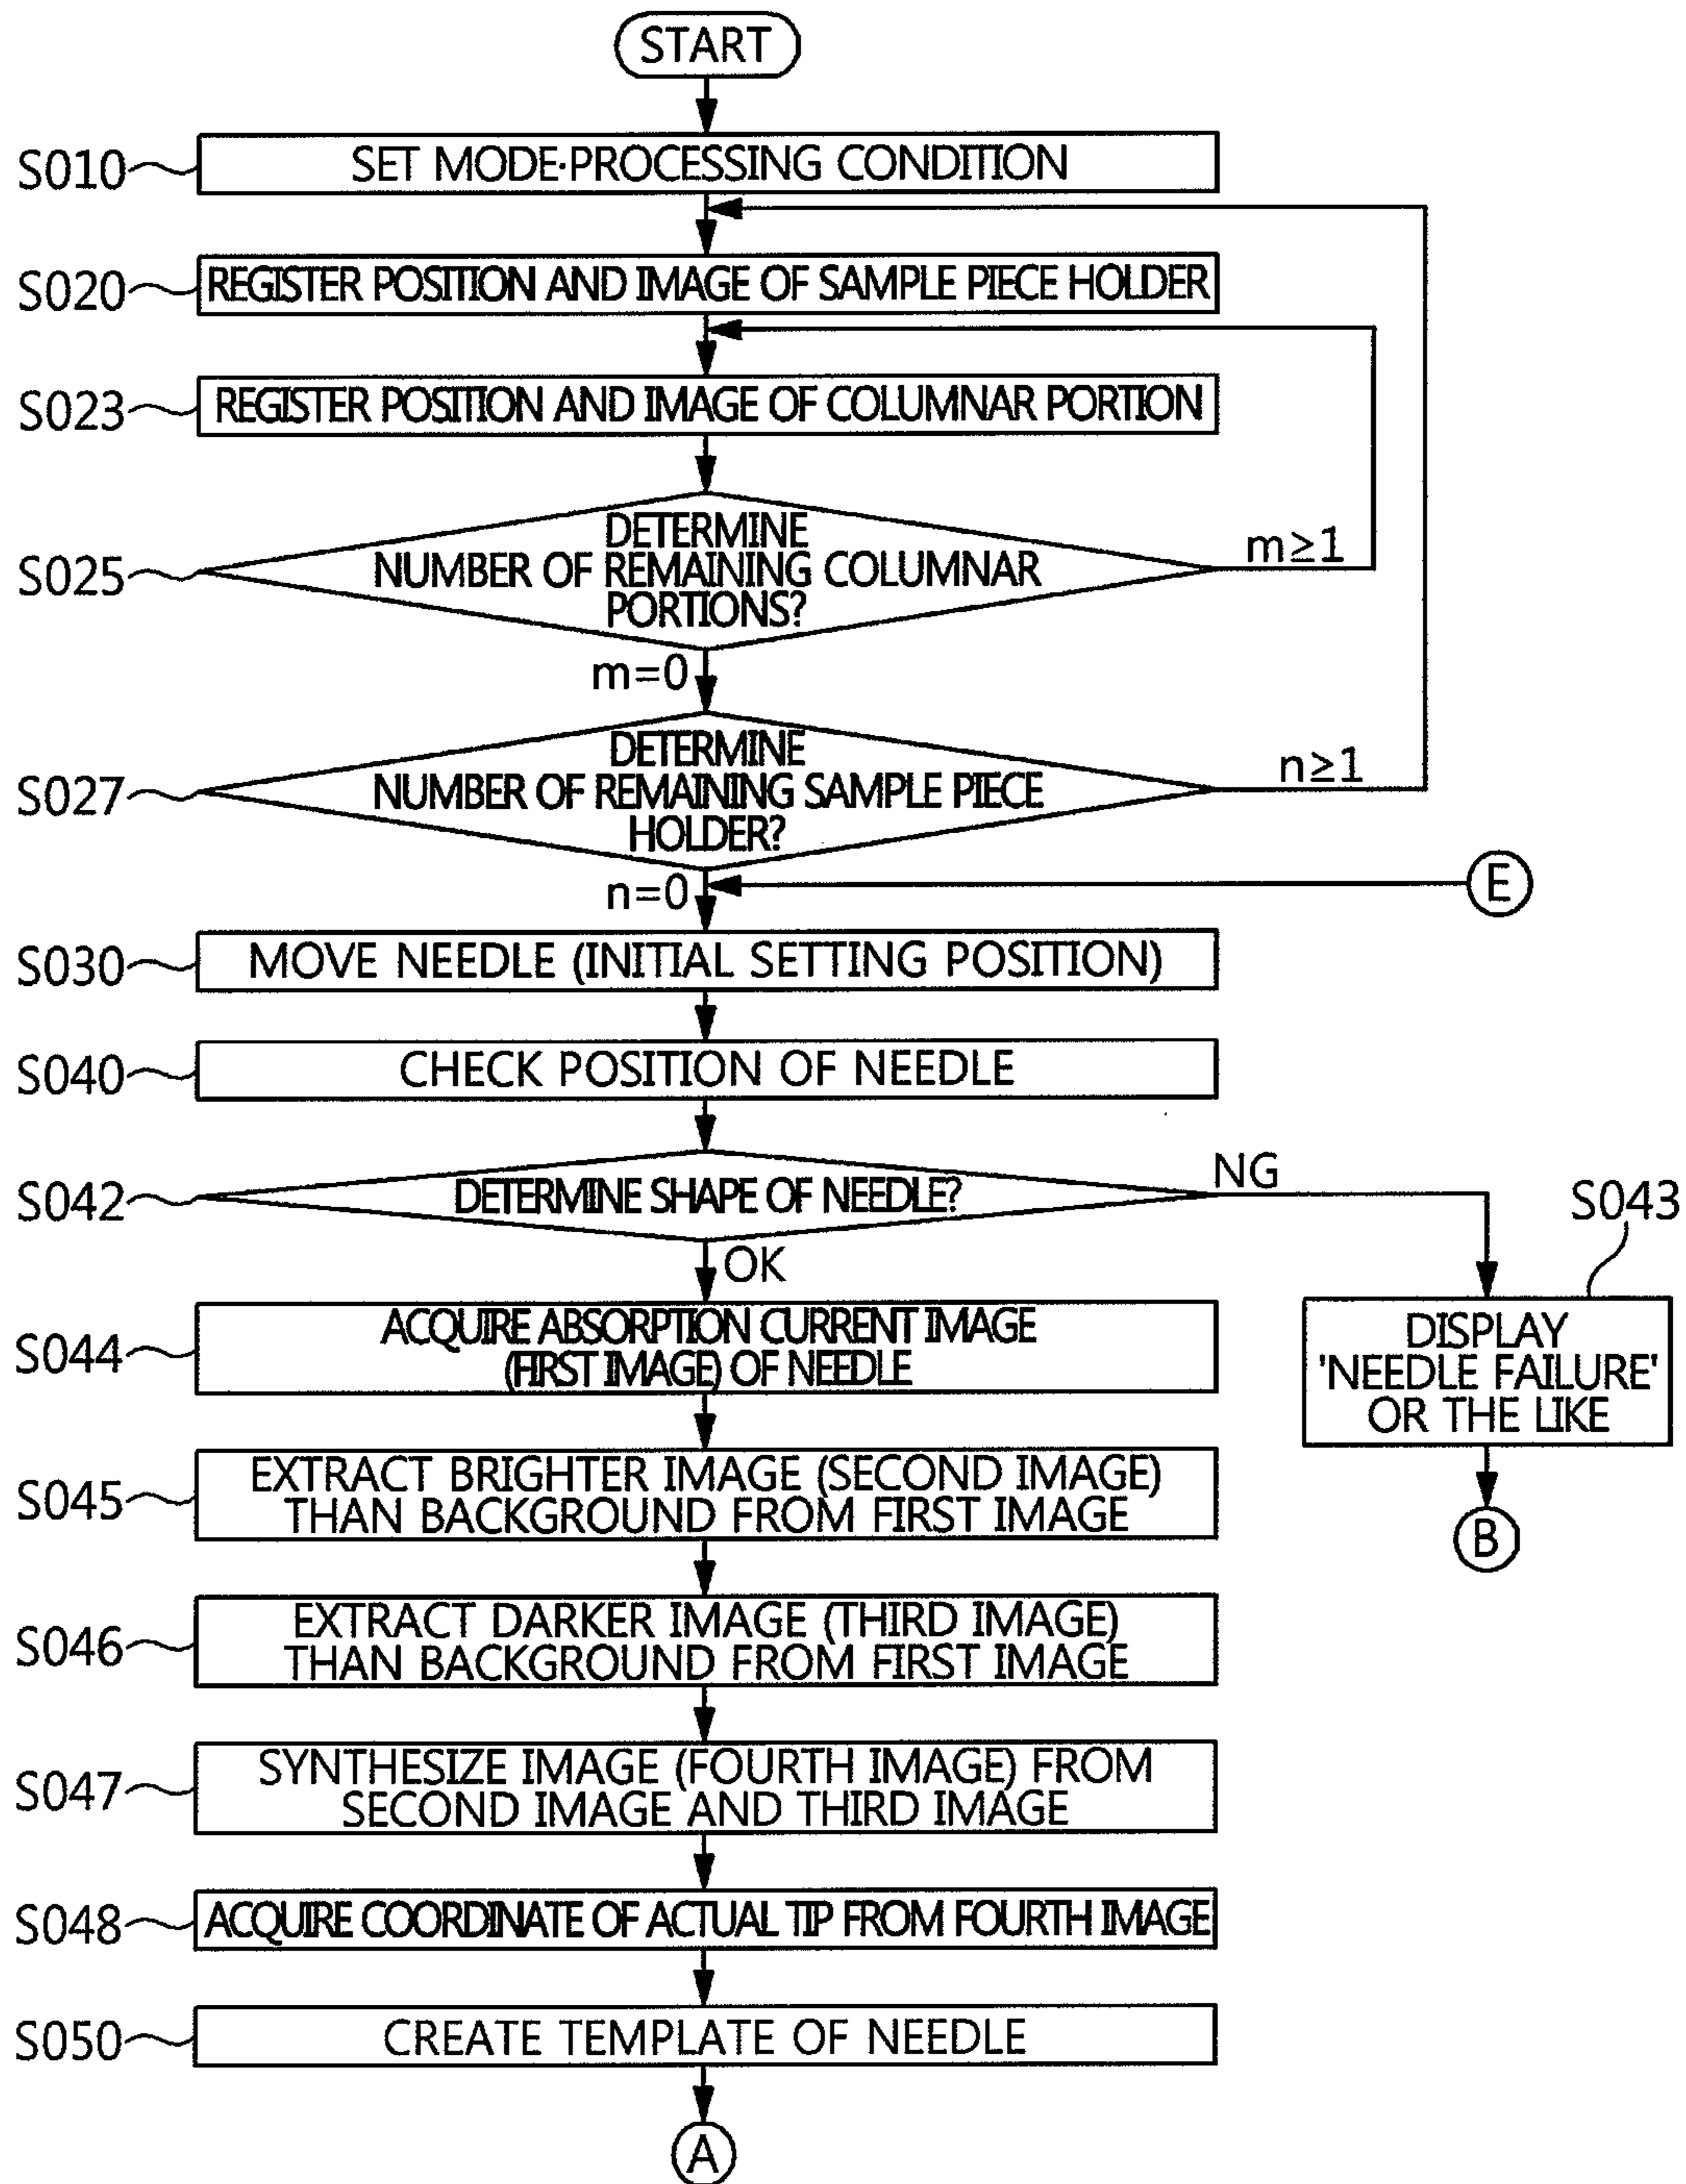 START
S010
SET MODE·PROCESSING CONDITION
S020
REGISTER POSITION AND IMAGE OF SAMPLE PIECE HOLDER
S023
REGISTER POSITION AND IMAGE OF COLUMNAR PORTION
S025
DETERMINE
NUMBER OF REMAINING COLUMNAR
PORTIONS?
m≥1
m=0
S027
DETERMINE
NUMBER OF REMAINING SAMPLE PIECE
HOLDER?
n≥1
n=0
E
S030
MOVE NEEDLE (INITIAL SETTING POSITION)
S040
CHECK POSITION OF NEEDLE
S042
DETERMINE SHAPE OF NEEDLE?
NG
OK
S043
DISPLAY
'NEEDLE FAILURE'
OR THE LIKE
B
S044
ACQUIRE ABSORPTION CURRENT IMAGE
(FIRST IMAGE) OF NEEDLE
S045
EXTRACT BRIGHTER IMAGE (SECOND IMAGE)
THAN BACKGROUND FROM FIRST IMAGE
S046
EXTRACT DARKER IMAGE (THIRD IMAGE)
THAN BACKGROUND FROM FIRST IMAGE
S047
SYNTHESIZE IMAGE (FOURTH IMAGE) FROM
SECOND IMAGE AND THIRD IMAGE
S048
ACQUIRE COORDINATE OF ACTUAL TIP FROM FOURTH IMAGE
S050
CREATE TEMPLATE OF NEEDLE
A